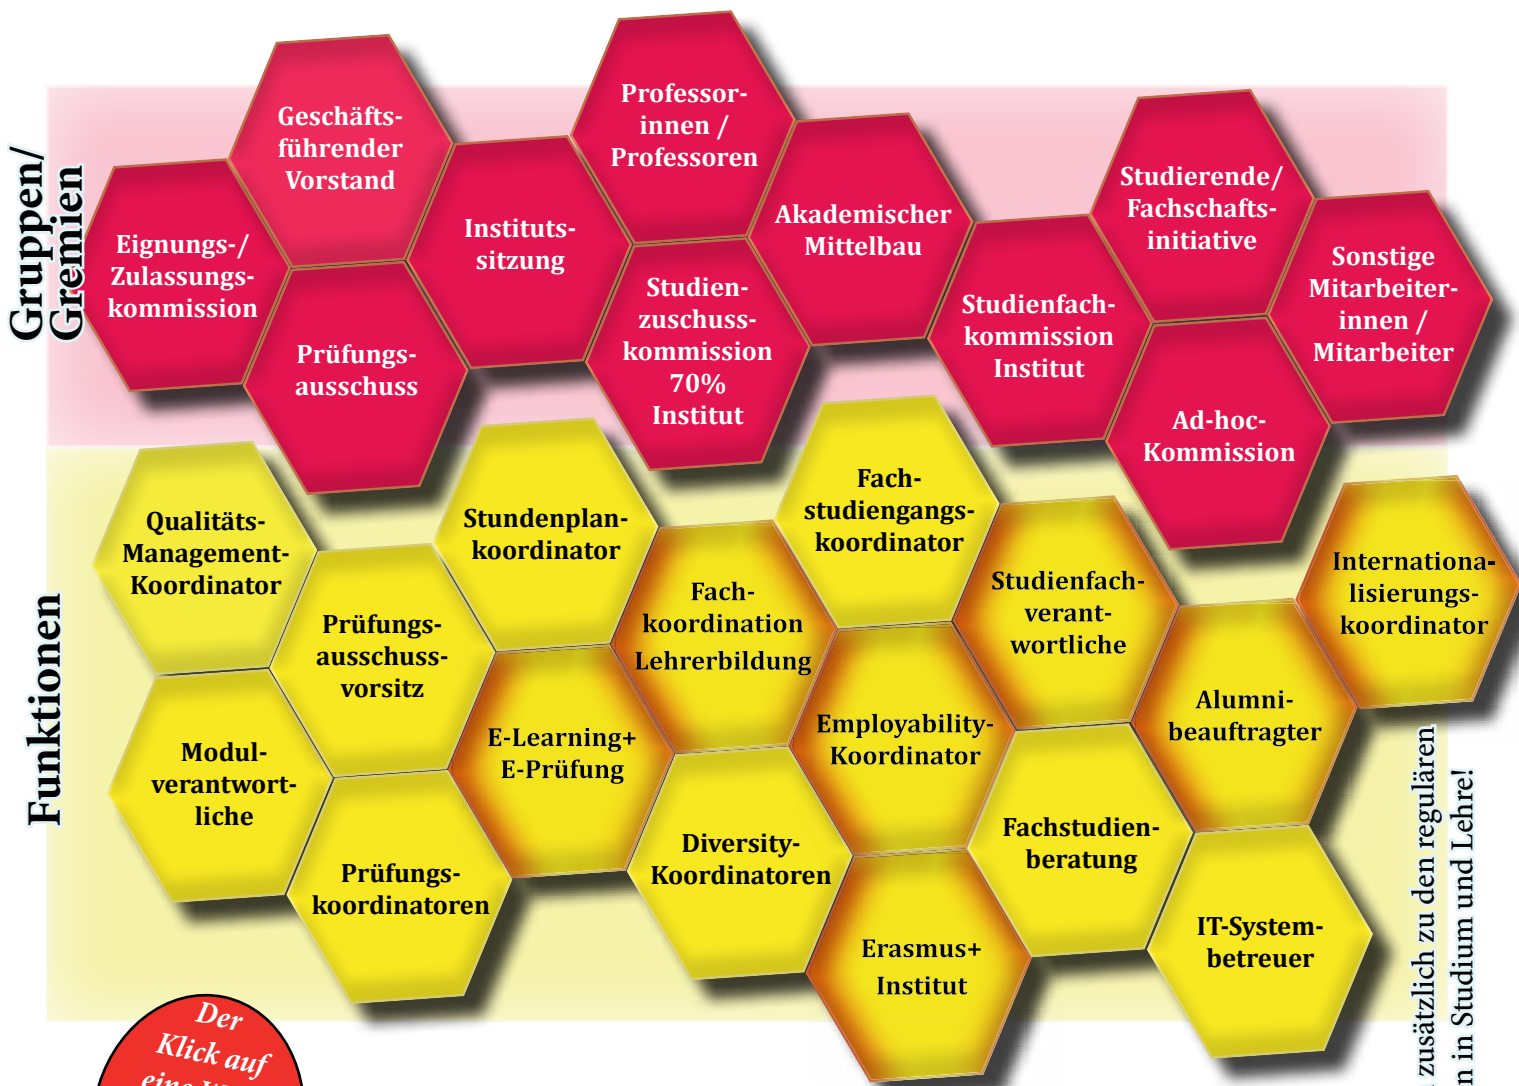 Gruppen/
Gremien
Eignungs-/
Zulassungs-
kommission
Geschäfts-
führender
Vorstand
Prüfungs-
ausschuss
Instituts-
sitzung
Professor-
innen /
Professoren
Studien-
zuschuss-
kommission
70%
Institut
Akademischer
Mittelbau
Studienfach-
kommission
Institut
Studierende/
Fachschafts-
initiative
Ad-hoc-
Kommission
Sonstige
Mitarbeiter-
innen /
Mitarbeiter
Funktionen
Qualitäts-
Management-
Koordinator
Modul-
verantwort-
liche
Prüfungs-
ausschuss-
vorsitz
Prüfungs-
koordinatoren
Stundenplan-
koordinator
E-Learning+
E-Prüfung
Fach-
koordination
Lehrerbildung
Diversity-
Koordinatoren
Fach-
studiengangs-
koordinator
Employability-
Koordinator
Erasmus+
Institut
Studienfach-
verant-
wortliche
Fachstudien-
beratung
Alumni-
beauftragter
IT-System-
betreuer
Internationa-
lisierungs-
koordinator
zusätzlich zu den regulären
in Studium und Lehre!
Der
Klick auf
eine